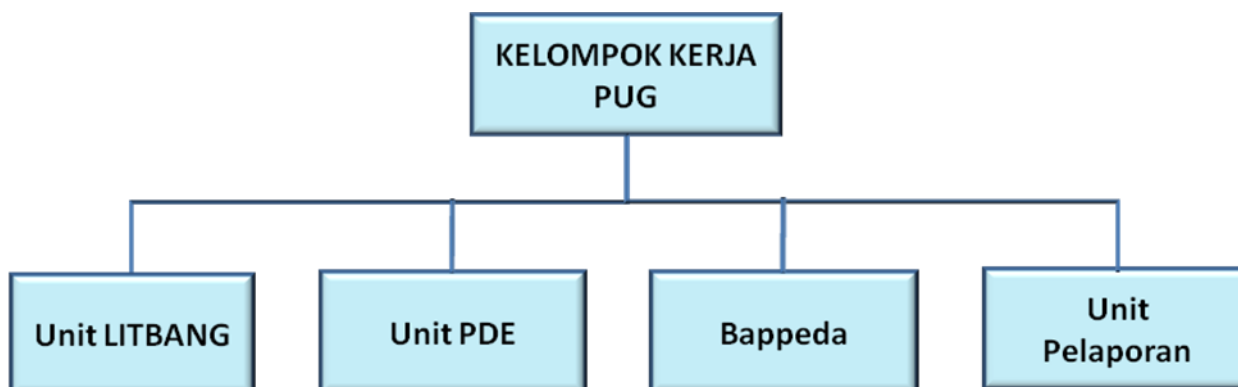 KELOMPOK KERJA
PUG
Unit LITBANG
Unit PDE
Bappeda
Unit
Pelaporan